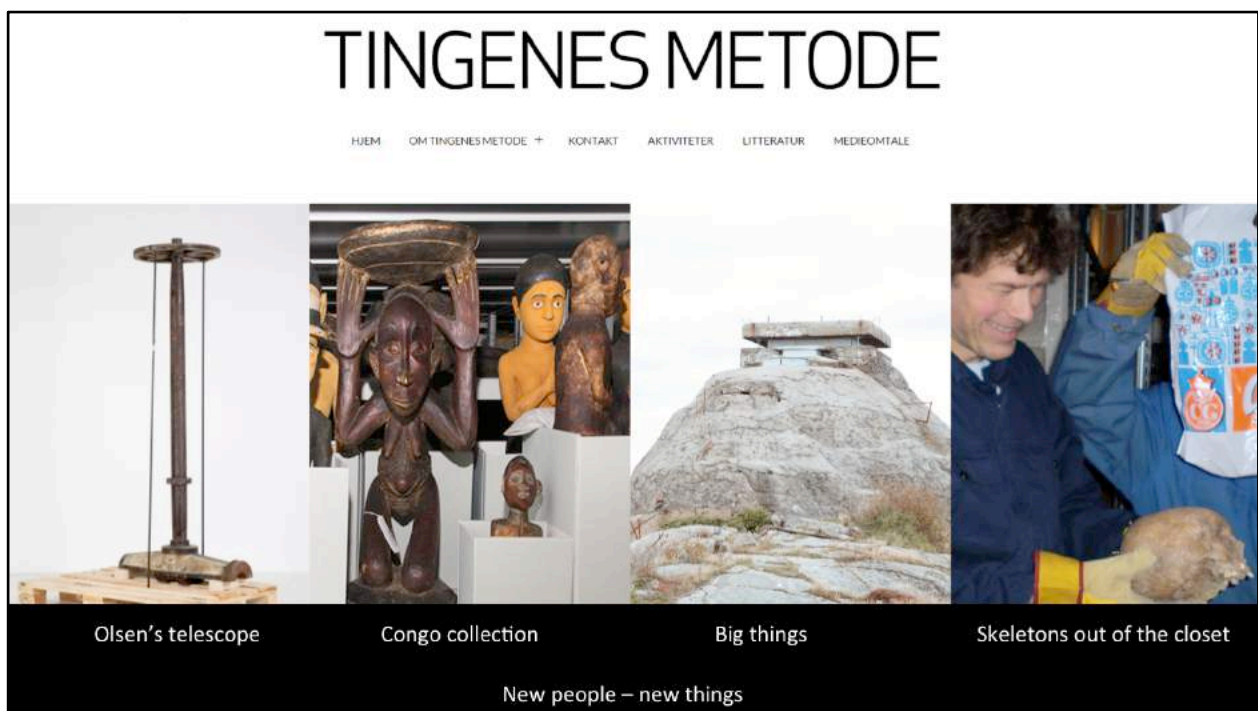 TINGENES METODE
HJEM OM TINGENES METODE + KONTAKT AKTIVITETER LITTERATUR MEDIEOMTALE
Olsen's telescope Congo collection Big things Skeletons out of the closet
New people – new things